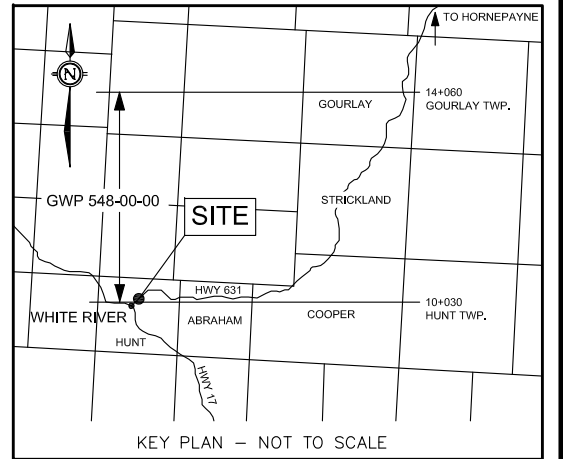 TO HORNEPAYNE
N
GOURLAY
14+060
GOURLAY TWP.
STRICKLAND
GWP 548-00-00
SITE
HWY 631
10+030
HUNT TWP.
WHITE RIVER
ABRAHAM
COOPER
HUNT
HWY 17
KEY PLAN – NOT TO SCALE